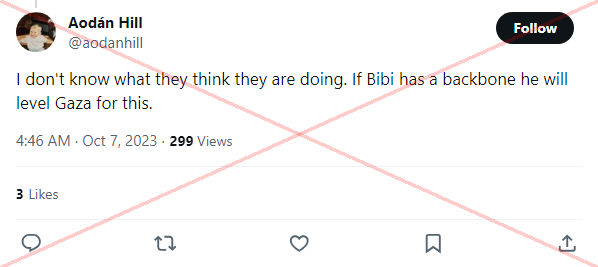 Aodán Hill
@aodanhill
Follow
I don't know what they think they are doing. If Bibi has a backbone he will
level Gaza for this.
4:46 AM · Oct 7, 2023 · 299 Views
3 Likes